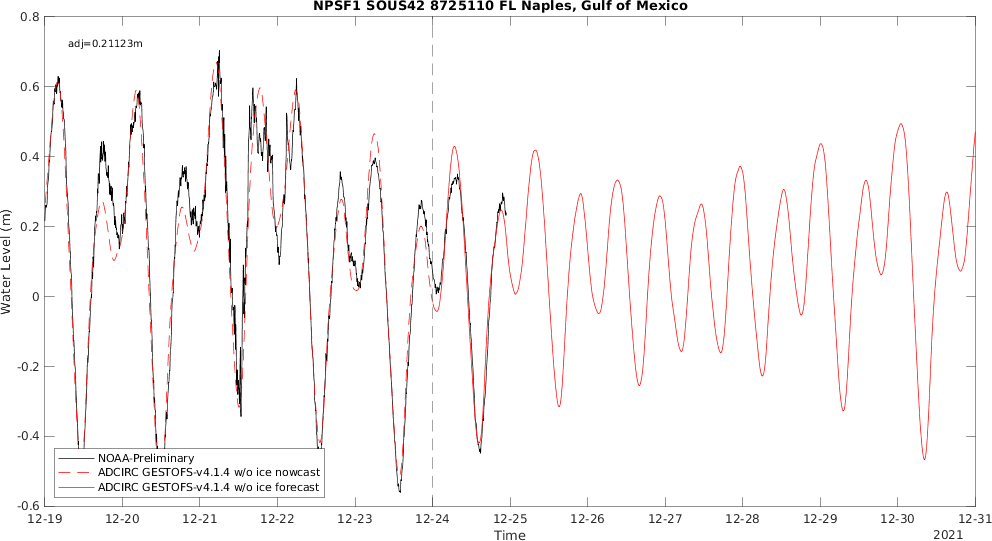 NPSF1 SOUS42 8725110 FL Naples, Gulf of Mexico
adj=0.21123m
0.8
0.6
0.4
0.2
0
-0.2
-0.4
-0.6
Water Level (m)
NOAA-Preliminary
ADCIRC GESTOFS-v4.1.4 w/o ice nowcast
ADCIRC GESTOFS-v4.1.4 w/o ice forecast
12-19 12-20 12-21 12-22 12-23 12-24 12-25 12-26 12-27 12-28 12-29 12-30 12-31
Time
2021